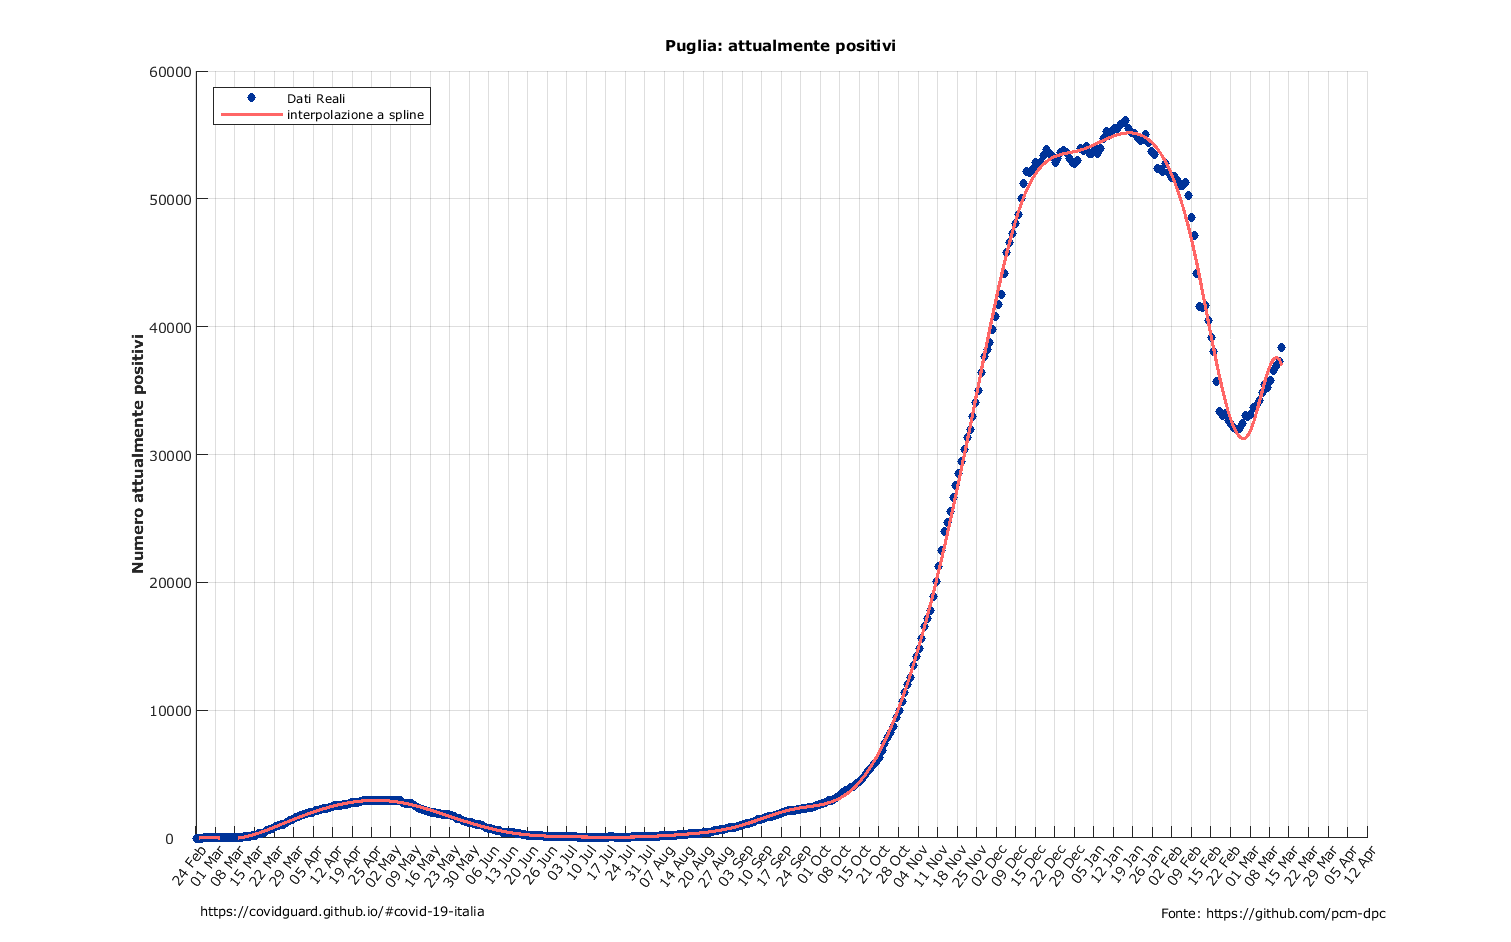 Puglia: attualmente positivi
Dati Reali
interpolazione a spline
Numero attualmente positivi
60000
50000
40000
30000
20000
10000
0
24 Feb
01 Mar
08 Mar
15 Mar
22 Mar
29 Mar
05 Apr
12 Apr
19 Apr
25 Apr
02 May
09 May
16 May
23 May
30 May
06 Jun
13 Jun
20 Jun
26 Jun
03 Jul
10 Jul
17 Jul
24 Jul
31 Jul
07 Aug
14 Aug
20 Aug
27 Aug
03 Sep
10 Sep
17 Sep
24 Sep
01 Oct
08 Oct
15 Oct
21 Oct
28 Oct
04 Nov
11 Nov
18 Nov
25 Nov
02 Dec
09 Dec
15 Dec
22 Dec
29 Dec
05 Jan
12 Jan
19 Jan
26 Jan
02 Feb
09 Feb
15 Feb
22 Feb
01 Mar
08 Mar
15 Mar
22 Mar
29 Mar
05 Apr
12 Apr
https://covidguard.github.io/#covid-19-italia
Fonte: https://github.com/pcm-dpc